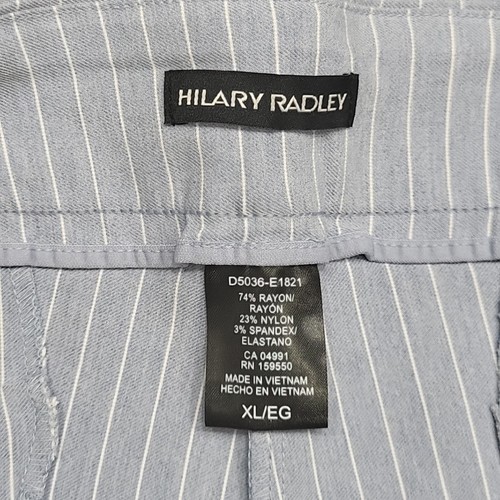 HILARY RADLEY
D5036-E1821
74% RAYON/
RAYÓN
23% NYLON
3% SPANDEX/
ELASTANO
CA 04991
RN 159550
MADE IN VIETNAM
HECHO EN VIETNAM
XL/EG